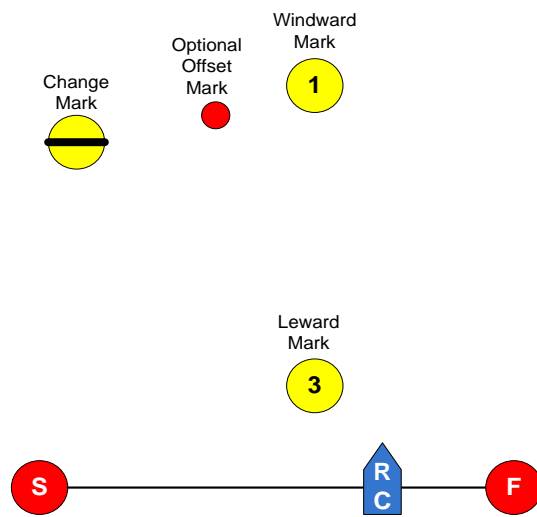 Windward
Mark
Optional
Offset
Mark
1
Change
Mark
Leward
Mark
3
S
R
C
F